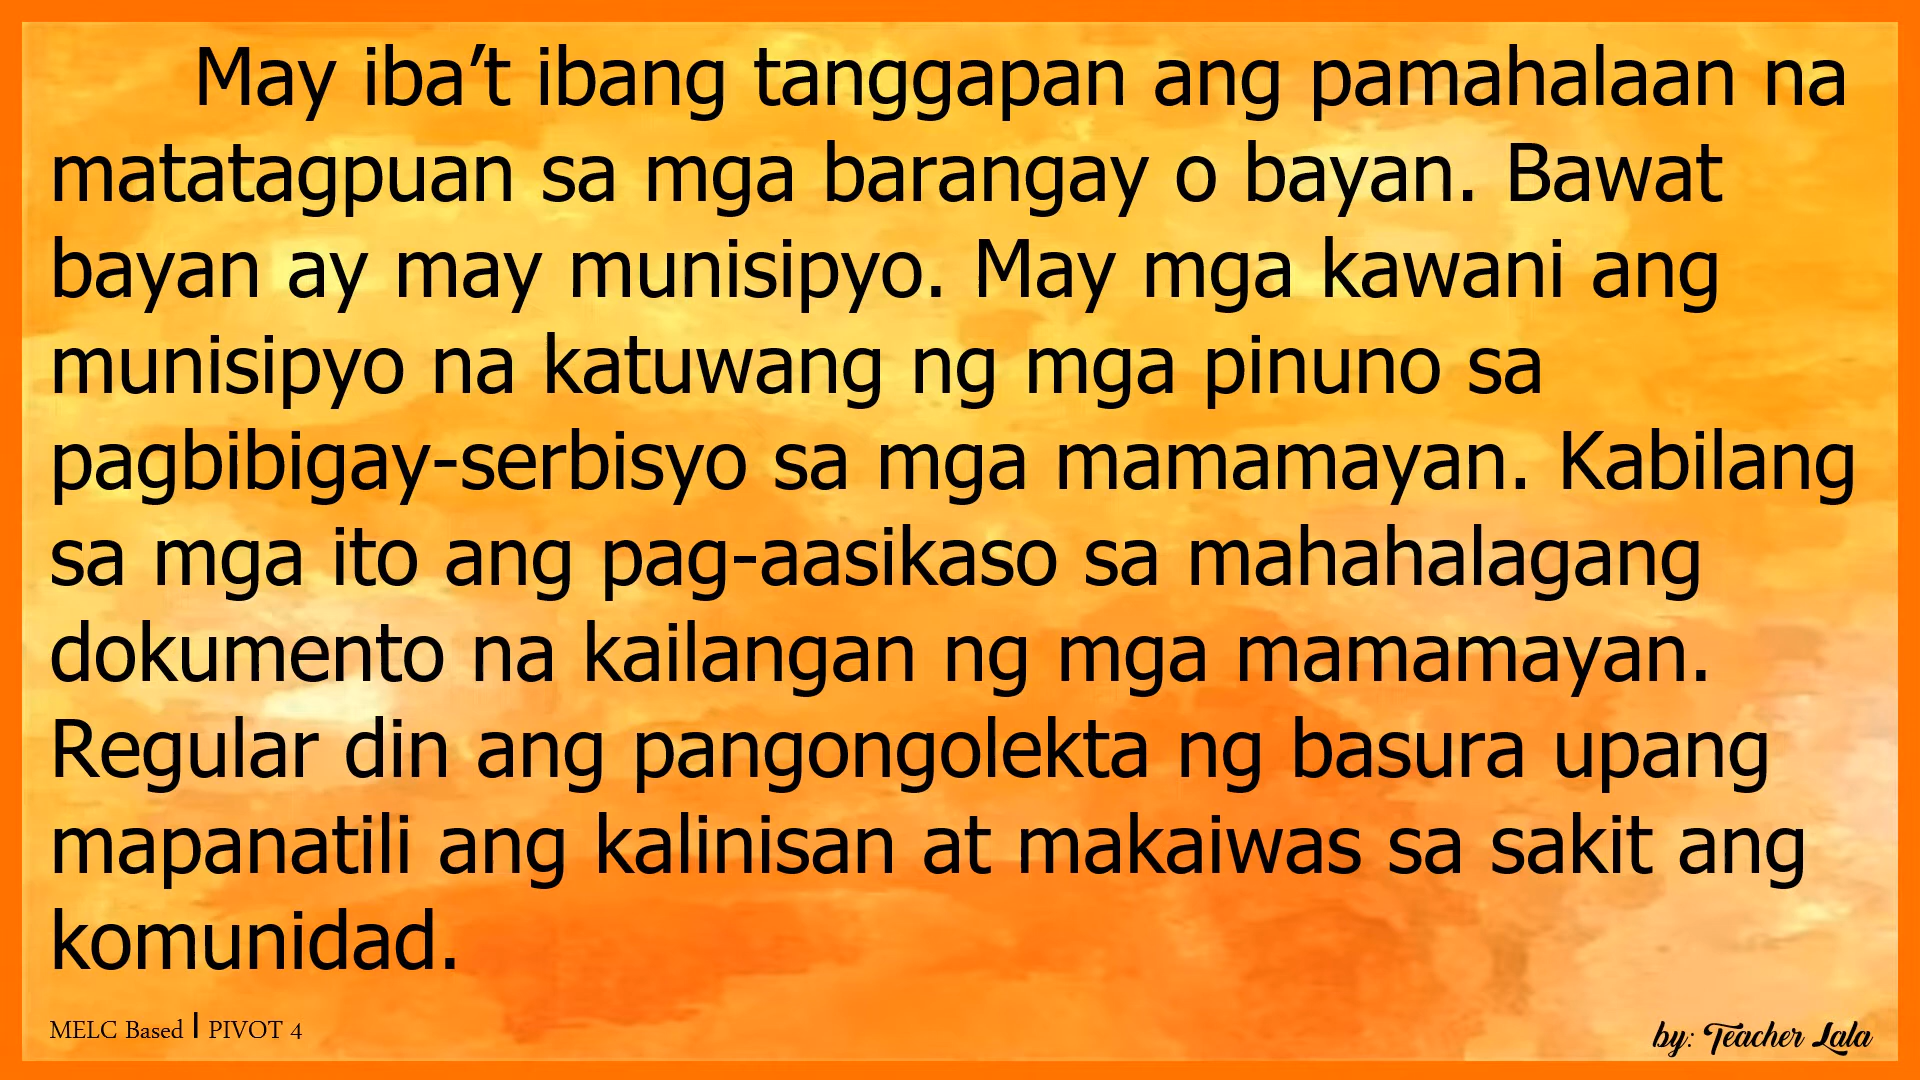 May iba’t ibang tanggapan ang pamahalaan na
matatagpuan sa mga barangay o bayan. Bawat
bayan ay may munisipyo. May mga kawani ang
munisipyo na katuwang ng mga pinuno sa
pagbibigay-serbisyo sa mga mamamayan. Kabilang
sa mga ito ang pag-aasikaso sa mahahalagang
dokumento na kailangan ng mga mamamayan.
Regular din ang pangongolekta ng basura upang
mapanatili ang kalinisan at makaiwas sa sakit ang
komunidad.
MELC Based | PIVOT 4
by: Teacher Lala